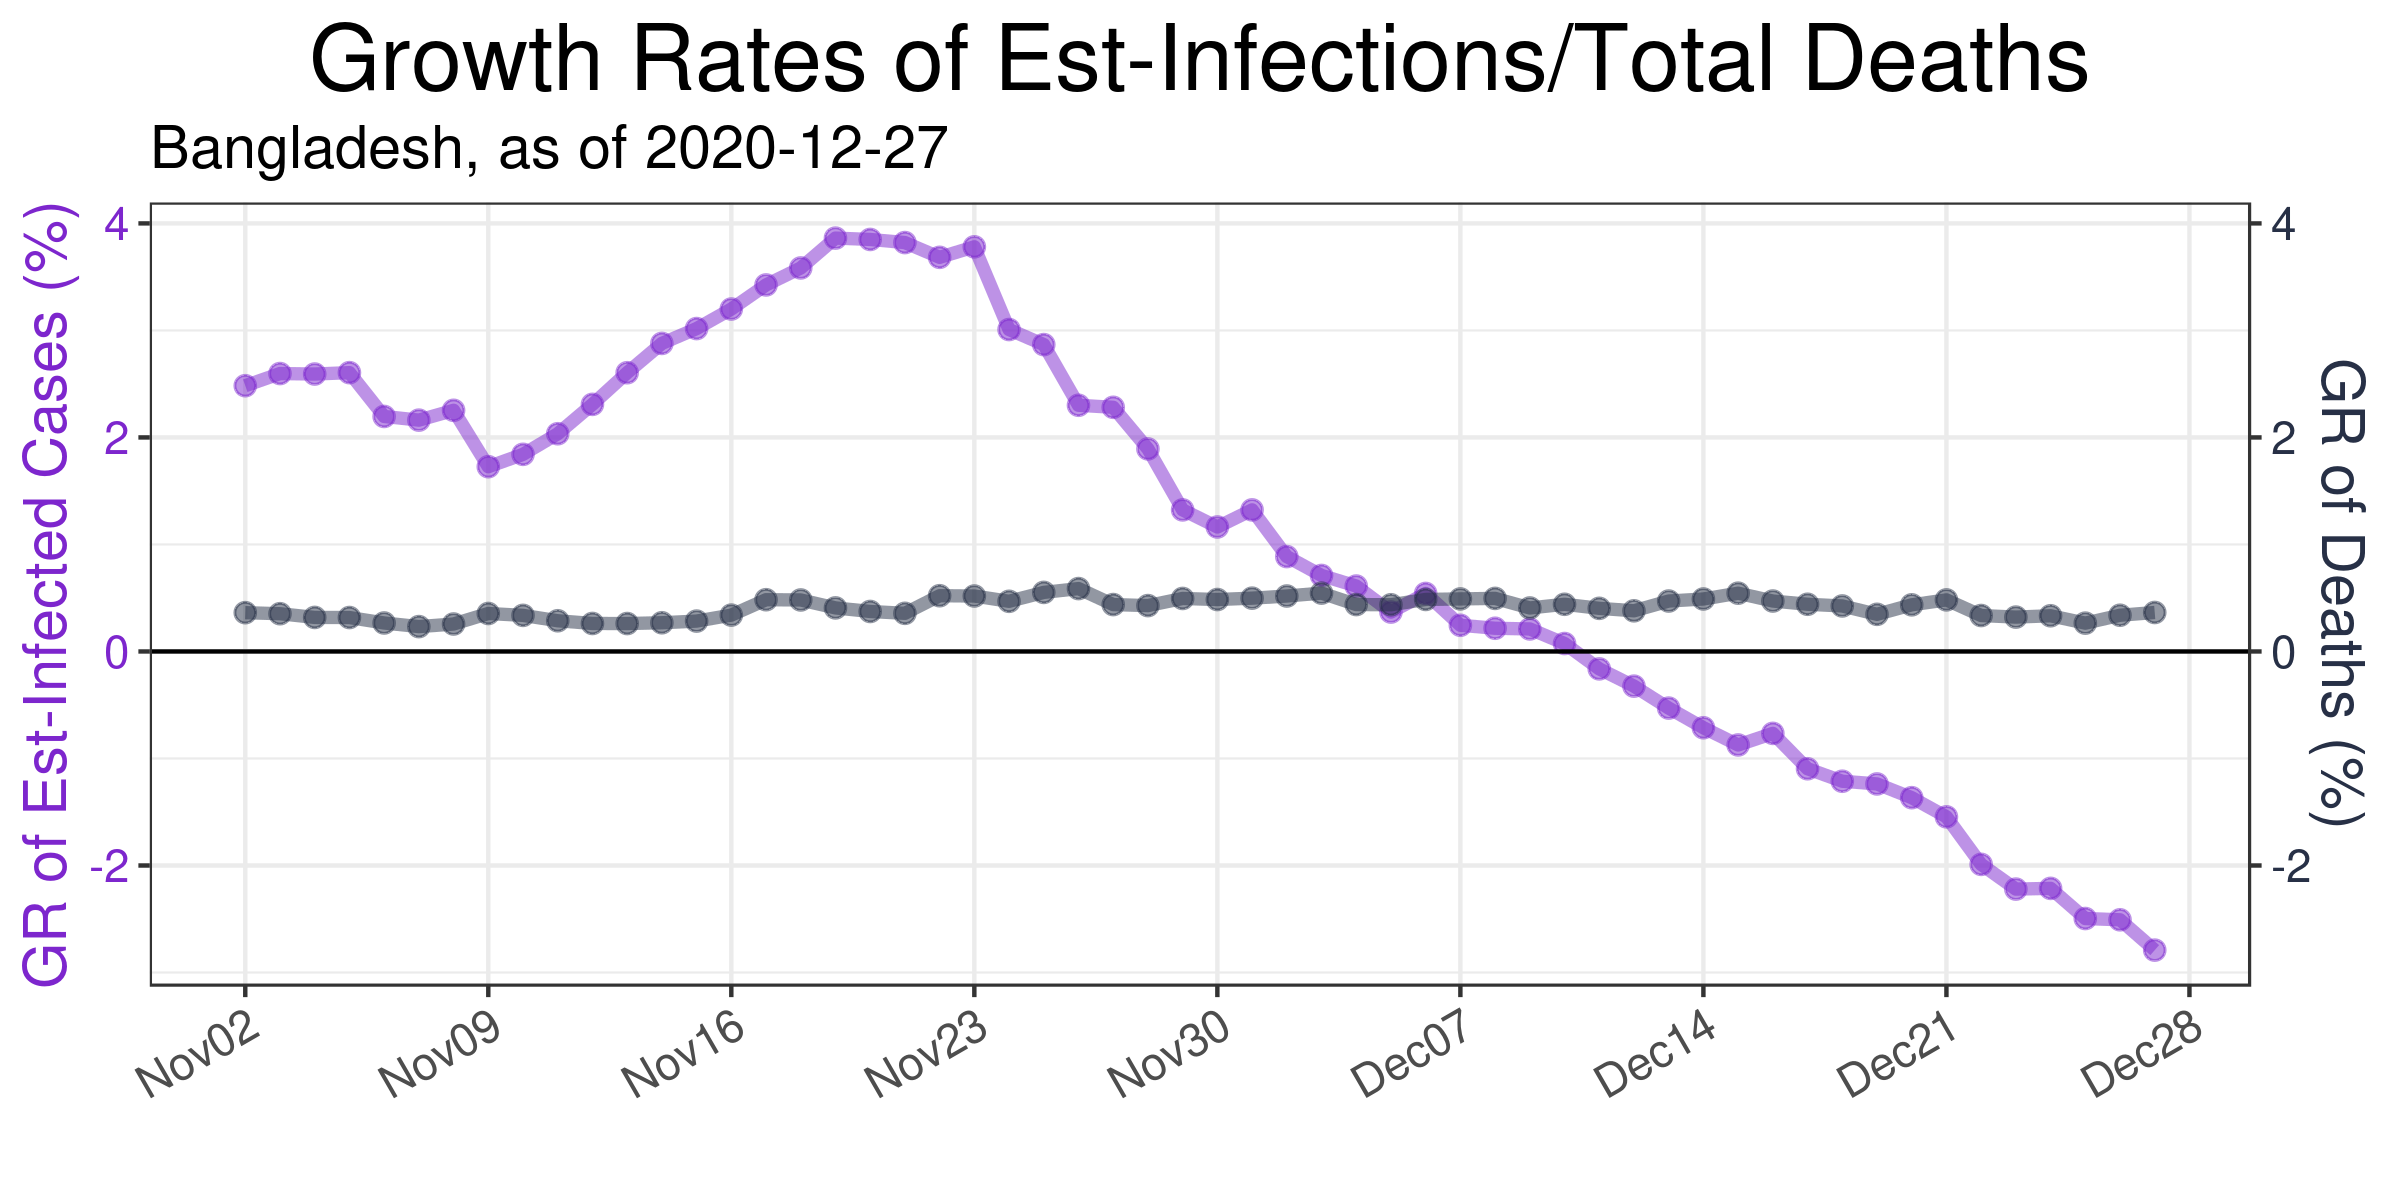 Growth Rates of Est-Infections/Total Deaths
Bangladesh, as of 2020-12-27
GR of Est-Infected Cases (%)
4
2
0
-2
4
2
0
-2
GR of Deaths (%)
Nov02
Nov09
Nov16
Nov23
Nov30
Dec07
Dec14
Dec21
Dec28